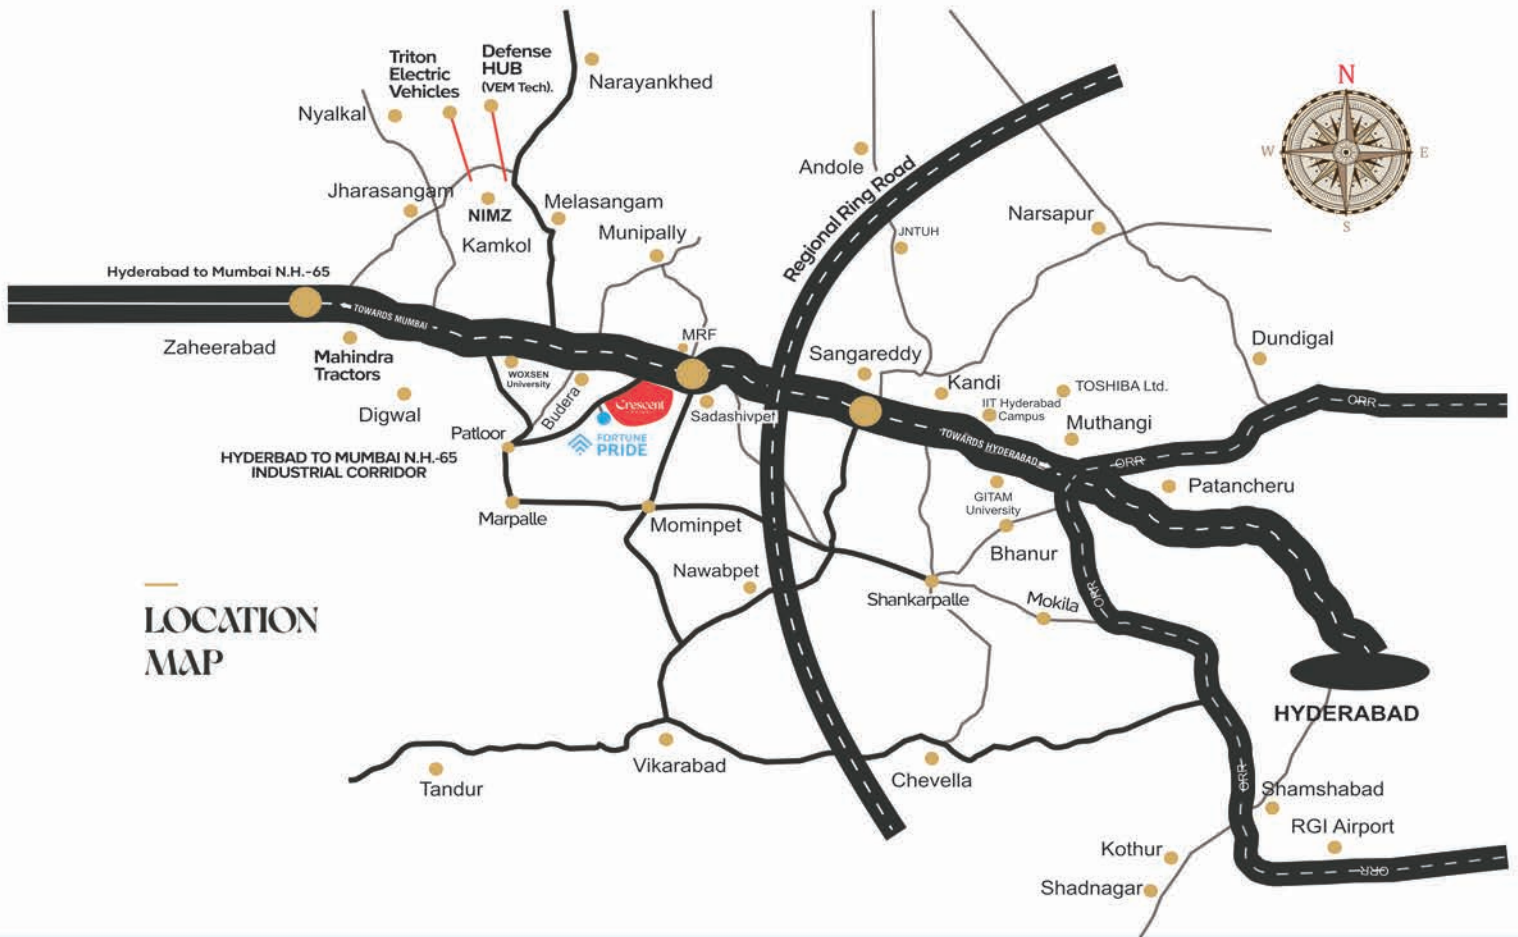 Triton
Electric
Vehicles
Defense
HUB
(VEM Tech).
Narayankhed
Nyalkal
N
W
E
S
Andole
Regional Ring Road
Jharasangam
NIMZ
Kamkol
Melasangam
Munipally
Narsapur
JNTUH
Hyderabad to Mumbai N.H.-65
TOWARDS MUMBAI
Zaheerabad
Mahindra
Tractors
Digwal
WOXSEN
University
Budera
MRF
Crescent
FORTUNE
PRIDE
Sadashivpet
Sangareddy
Kandi
IIT Hyderabad
Campus
TOSHIBA Ltd.
Muthangi
Dundigal
ORR
ORR
TOWARDS HYDERABAD
Patloor
HYDERBAD TO MUMBAI N.H.-65
INDUSTRIAL CORRIDOR
Marpalle
Mominpet
GITAM
University
Patancheru
Bhanur
Nawabpet
Shankarpalle
Mokila
ORR
LOCATION
MAP
HYDERABAD
Vikarabad
Tandur
Chevella
ORR
Shamshabad
RGI Airport
Kothur
ORR
Shadnagar